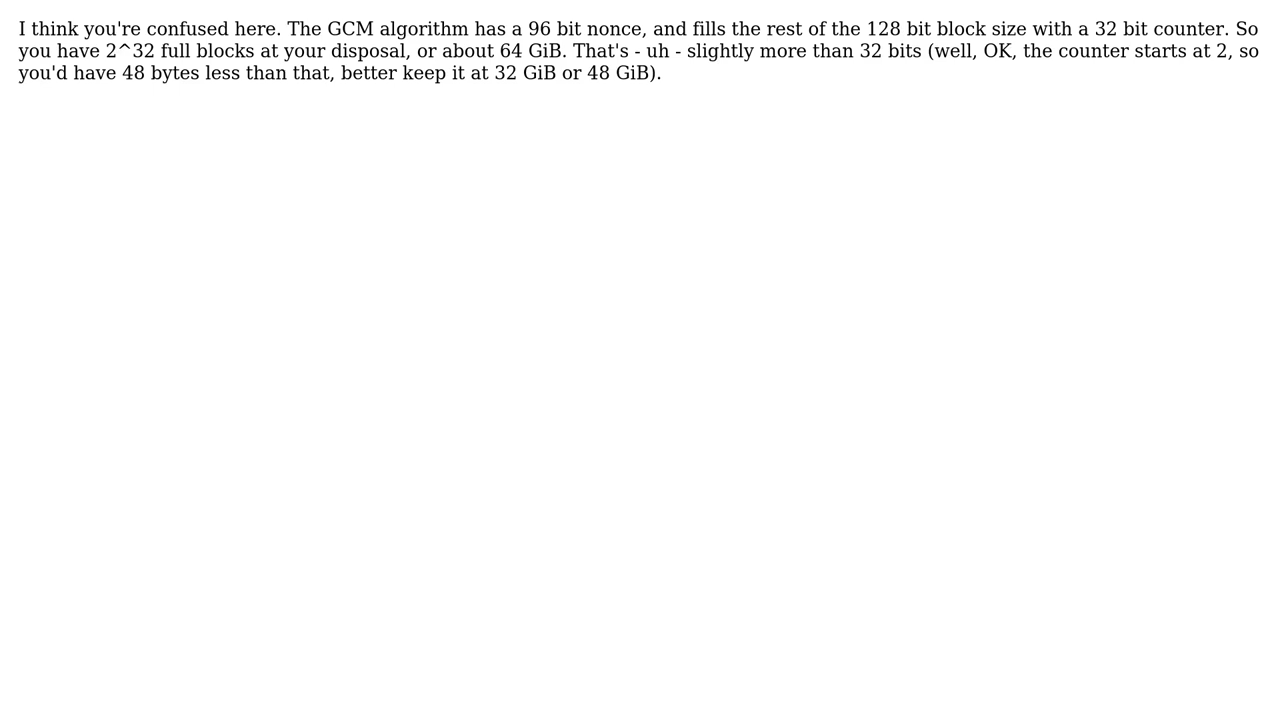 I think you're confused here. The GCM algorithm has a 96 bit nonce, and fills the rest of the 128 bit block size with a 32 bit counter. So
you have 2^32 full blocks at your disposal, or about 64 GiB. That's - uh - slightly more than 32 bits (well, OK, the counter starts at 2, so
you'd have 48 bytes less than that, better keep it at 32 GiB or 48 GiB).